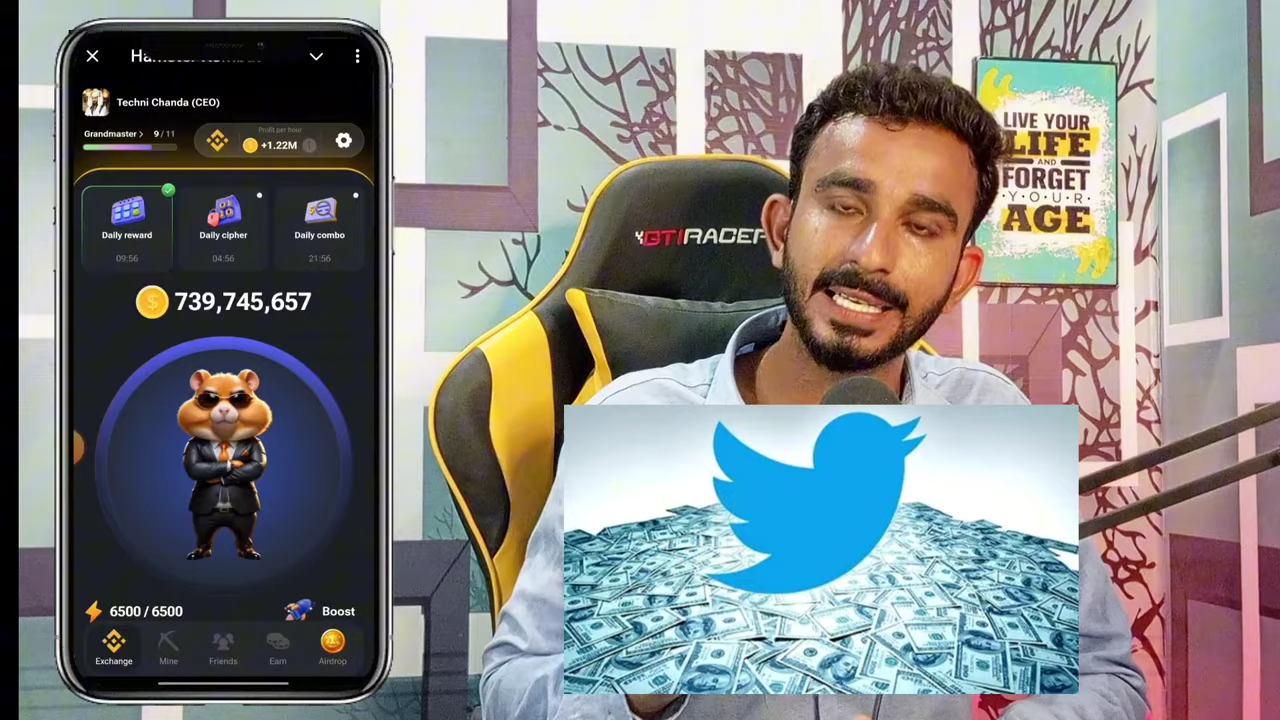 Techni Chanda (CEO)
Grandmaster > 9 / 11
Profit per hour
+1.22M
Daily reward
09:56
Daily cipher
04:56
Daily combo
21:56
739,745,657
6500 / 6500
Boost
Exchange
Mine
Friends
Earn
Airdrop
GTRACER
LIVE YOUR
LIFE
AND
FORGET
YOUR
AGE